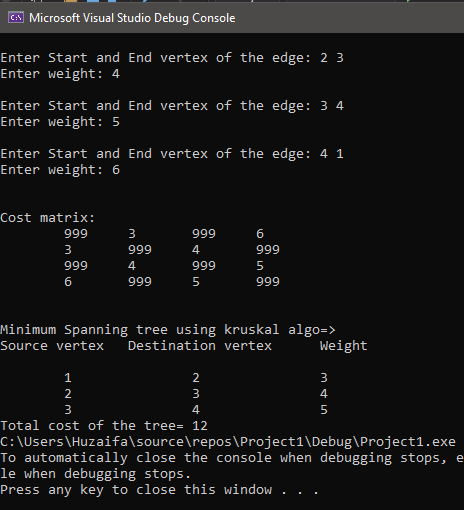 Microsoft Visual Studio Debug Console
Enter Start and End vertex of the edge: 2 3
Enter weight: 4
Enter Start and End vertex of the edge: 3 4
Enter weight: 5
Enter Start and End vertex of the edge: 4 1
Enter weight: 6
Cost matrix:
999 3 999 6
3 999 4 999
999 4 999 5
6 999 5 999
Minimum Spanning tree using kruskal algo=>
Source vertex Destination vertex Weight
1 2 3
2 3 4
3 4 5
Total cost of the tree= 12
C:\Users\Huzaifa\source\repos\Project1\Debug\Project1.exe
To automatically close the console when debugging stops, e
le when debugging stops.
Press any key to close this window . . .